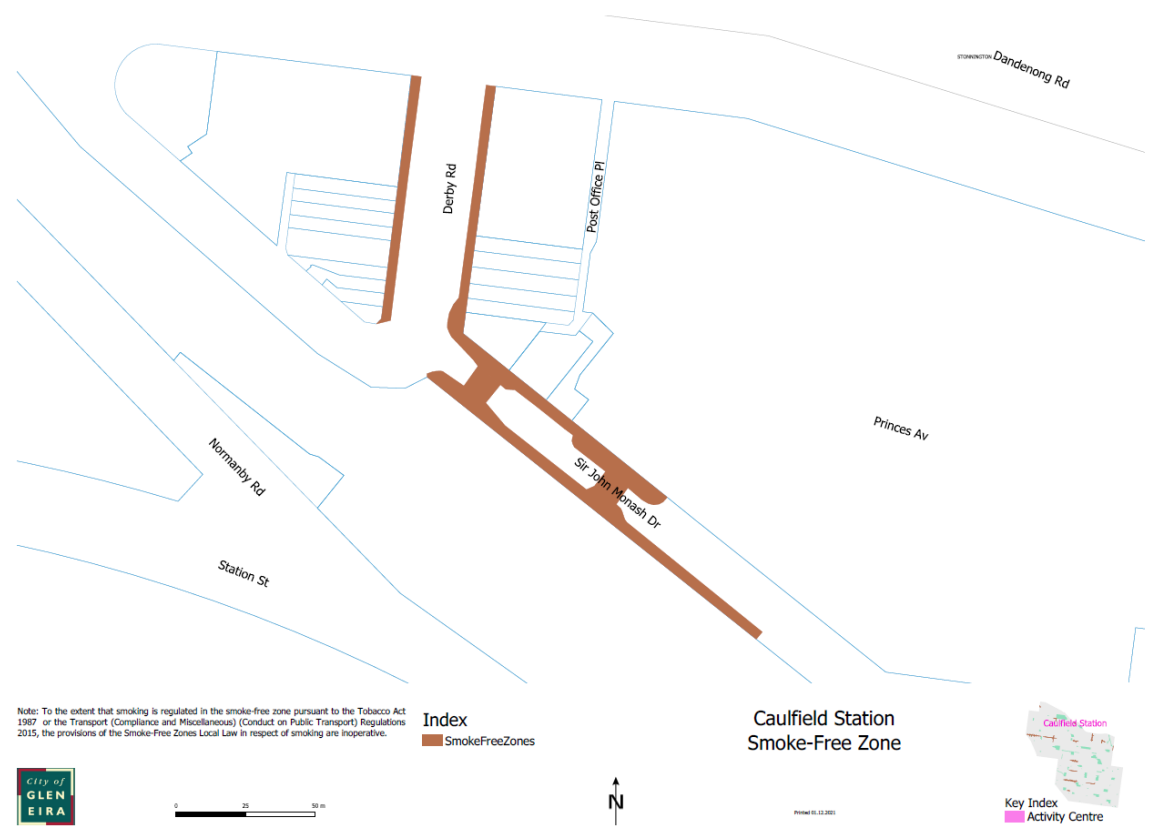 STONNINGTON
Dandenong Rd
Derby Rd
Post Office Pl
Princes Av
Sir John Monash Dr
Normanby Rd
Station St
Note: To the extent that smoking is regulated in the smoke-free zone pursuant to the Tobacco Act
1987 or the Transport (Compliance and Miscellaneous) (Conduct on Public Transport) Regulations
2015, the provisions of the Smoke-Free Zones Local Law in respect of smoking are inoperative.
Index
SmokeFreeZones
Caulfield Station
Smoke-Free Zone
Caulfield Station
Key Index
Activity Centre
City of
GLEN
EIRA
0 25 50 m
N
Printed 01.12.2021